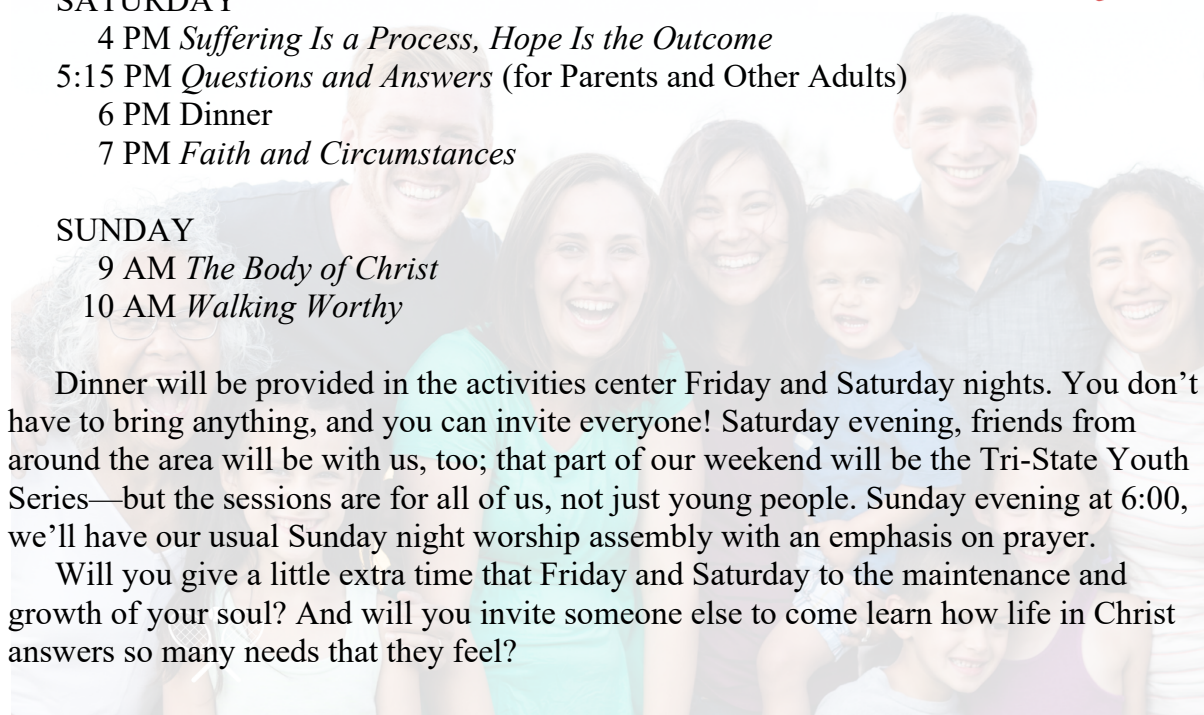 SATURDAY
4 PM Suffering Is a Process, Hope Is the Outcome
5:15 PM Questions and Answers (for Parents and Other Adults)
6 PM Dinner
7 PM Faith and Circumstances
SUNDAY
9 AM The Body of Christ
10 AM Walking Worthy
Dinner will be provided in the activities center Friday and Saturday nights. You don’t
have to bring anything, and you can invite everyone! Saturday evening, friends from
around the area will be with us, too; that part of our weekend will be the Tri-State Youth
Series—but the sessions are for all of us, not just young people. Sunday evening at 6:00,
we’ll have our usual Sunday night worship assembly with an emphasis on prayer.
Will you give a little extra time that Friday and Saturday to the maintenance and
growth of your soul? And will you invite someone else to come learn how life in Christ
answers so many needs that they feel?